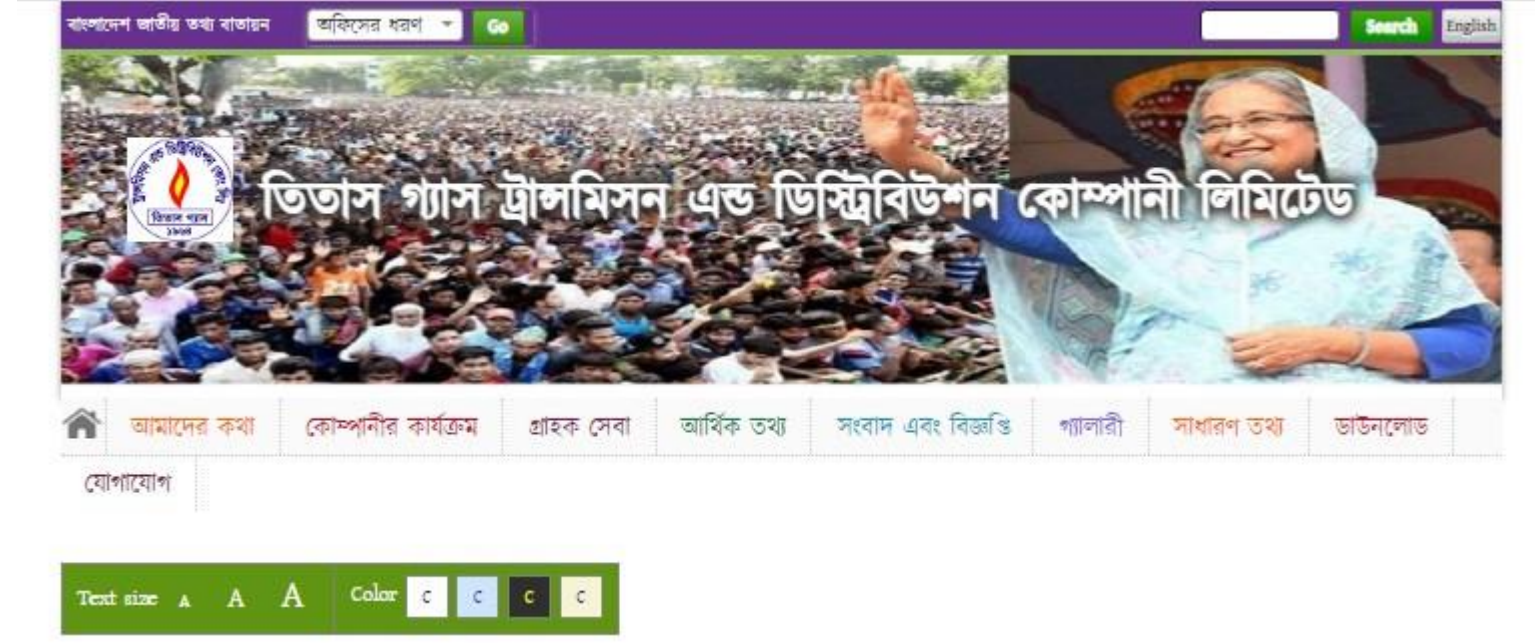 বাংলাদেশ জাতীয় তথ্য বাতায়ন অফিসের ধরণ Go Search English
তিতাস গ্যাস ট্রান্সমিসন এন্ড ডিস্ট্রিবিউশন কোম্পানী লিমিটেড
তিতাস গ্যাস
১৯৬৪
আমাদের কথা কোম্পানীর কার্যক্রম গ্রাহক সেবা আর্থিক তথ্য সংবাদ এবং বিজ্ঞপ্তি গ্যালারী সাধারণ তথ্য ডাউনলোড
যোগাযোগ
Text size A A A Color C C C C